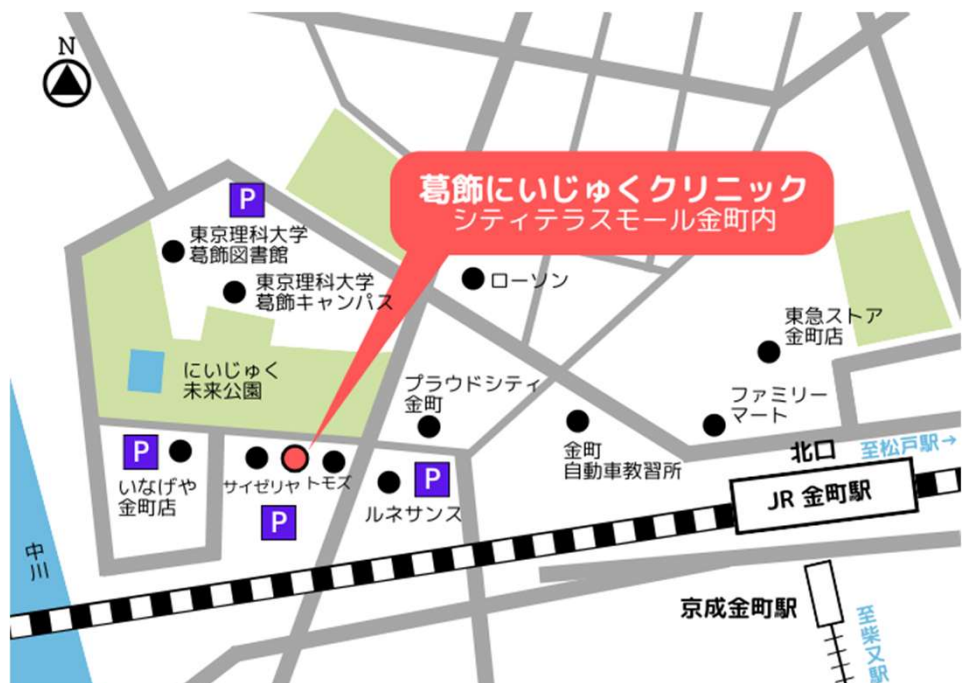 N
葛飾にいじゅくクリニック
シティテラスモール金町内
P
東京理科大学
葛飾図書館
東京理科大学
葛飾キャンパス
ローソン
東急ストア
金町店
にいじゅく
未来公園
プラウドシティ
金町
ファミリー
マート
金町
自動車教習所
北口
至松戸駅→
P
いなげや
金町店
サイゼリヤ
トモズ
P
P
ルネサンス
JR 金町駅
中川
京成金町駅
至柴又駅